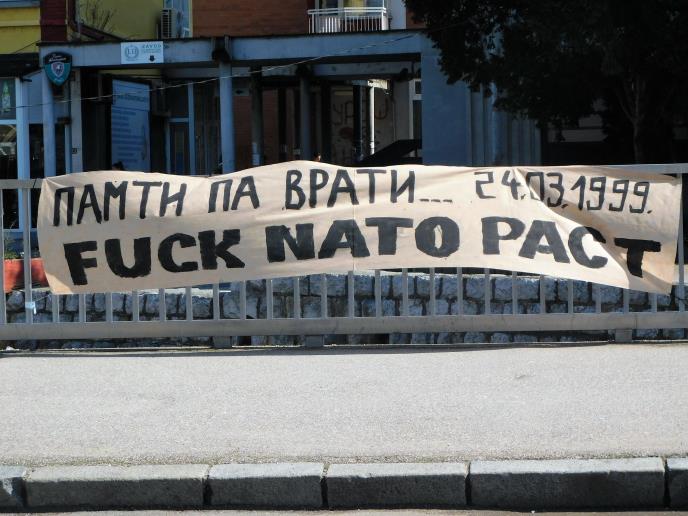 ПАМТИ ПА ВРАТИ... 24.03.1999.
FUCK NATO PACT